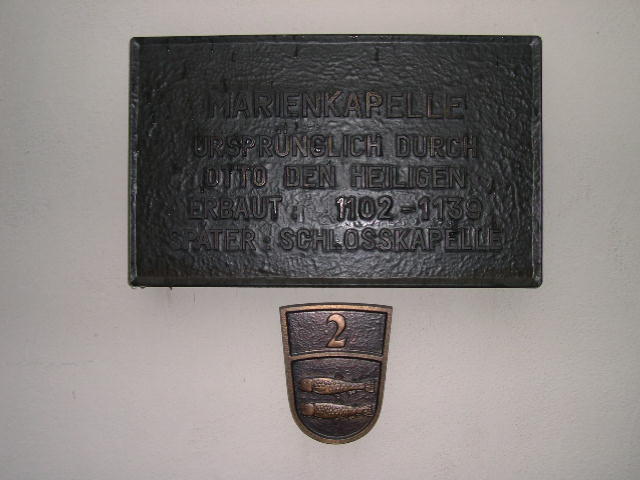 MARIENKAPELLE
URSPRÜNGLICH DURCH
OTTO DEN HEILIGEN
ERBAUT: 1102-1139
SPÄTER: SCHLOSSKAPELLE
2